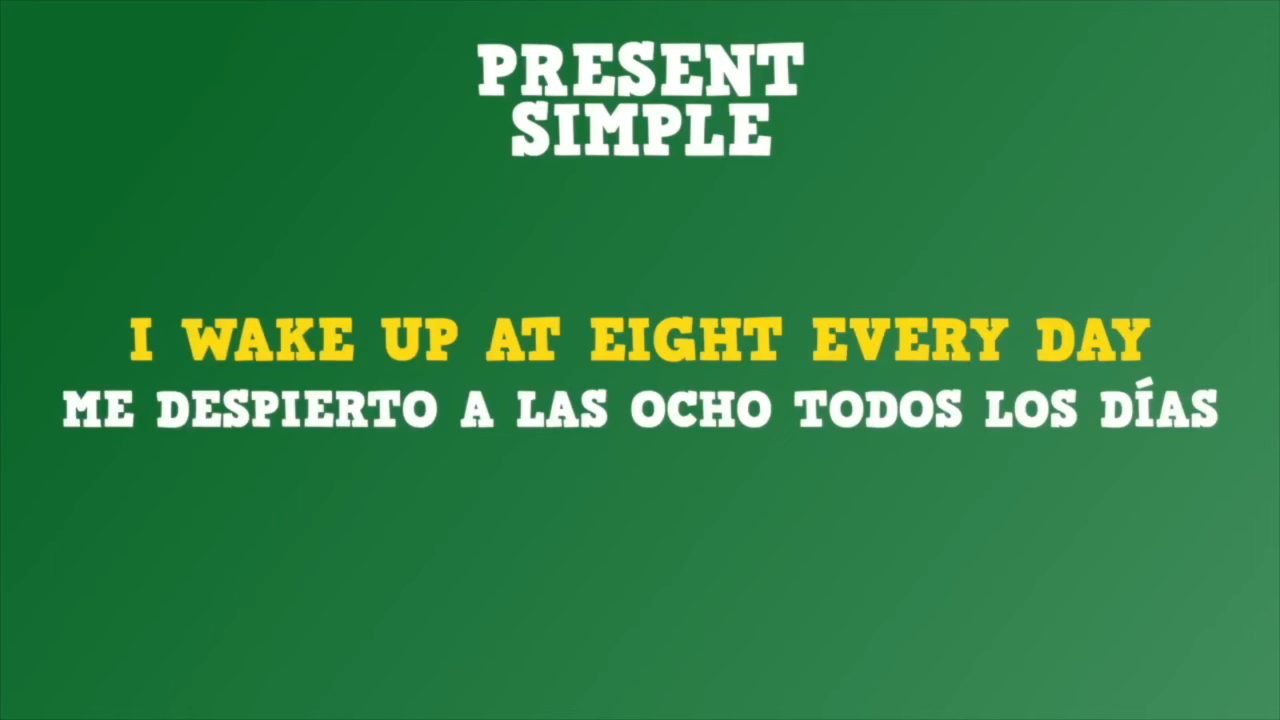 PRESENT
SIMPLE
I WAKE UP AT EIGHT EVERY DAY
ME DESPIERTO A LAS OCHO TODOS LOS DÍAS